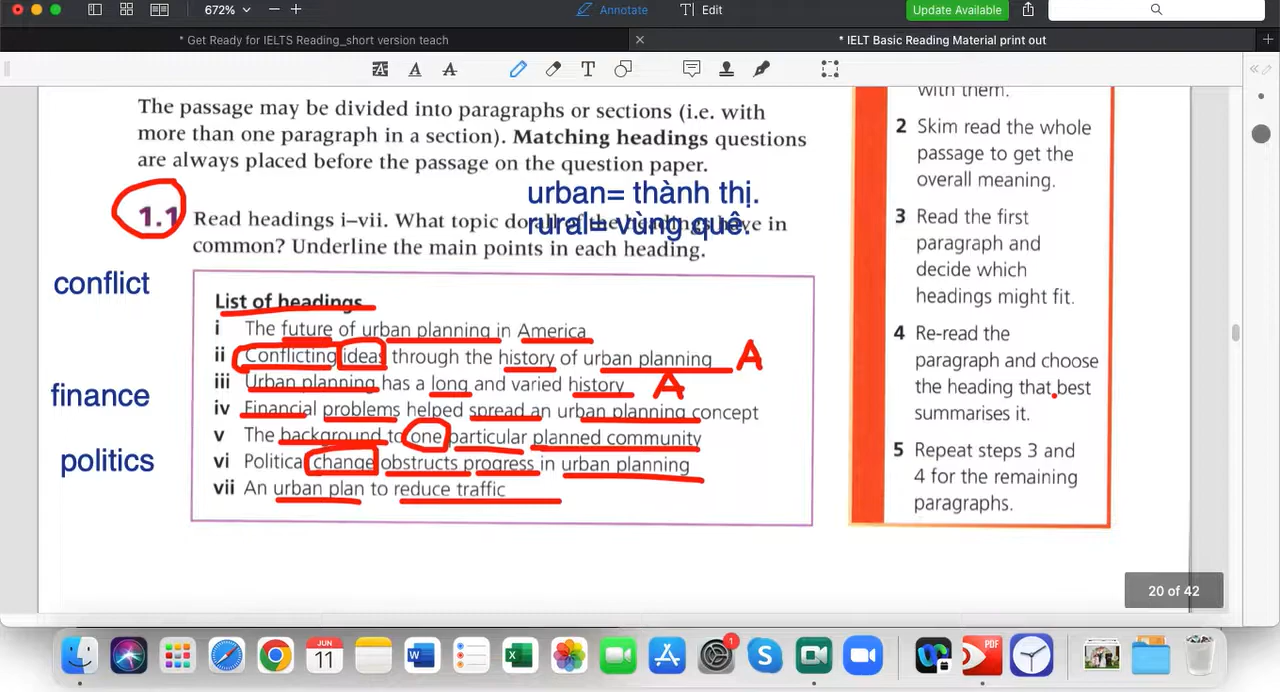 672%
Annotate
T| Edit
Update Available
* Get Ready for IELTS Reading_short version teach
* IELT Basic Reading Material print out
The passage may be divided into paragraphs or sections (i.e. with
more than one paragraph in a section). Matching headings questions
are always placed before the passage on the question paper.
urban= thành thị.
rural= vùng quê.
1.1 Read headings i–vii. What topic do all of the headings have in
common? Underline the main points in each heading.
conflict
finance
politics
List of headings
i The future of urban planning in America
ii Conflicting ideas through the history of urban planning A
iii Urban planning has a long and varied history A
iv Financial problems helped spread an urban planning concept
v The background to one particular planned community
vi Political change obstructs progress in urban planning
vii An urban plan to reduce traffic
with them.
2 Skim read the whole
passage to get the
overall meaning.
3 Read the first
paragraph and
decide which
headings might fit.
4 Re-read the
paragraph and choose
the heading that best
summarises it.
5 Repeat steps 3 and
4 for the remaining
paragraphs.
20 of 42
JUN
11
1
PDF